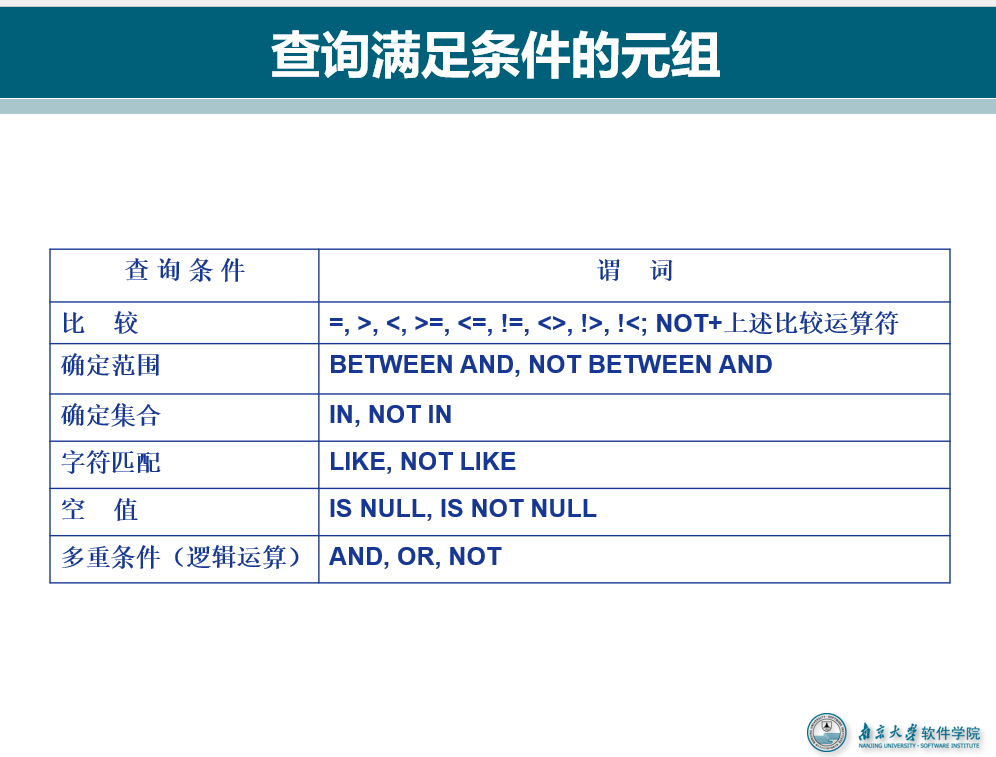 查询满足条件的元组
查 询 条 件 谓 词
比 较 =, >, <, >=, <=, !=, <>, !>, !<; NOT+上述比较运算符
确定范围 BETWEEN AND, NOT BETWEEN AND
确定集合 IN, NOT IN
字符匹配 LIKE, NOT LIKE
空 值 IS NULL, IS NOT NULL
多重条件（逻辑运算） AND, OR, NOT
南京大学软件学院
NANJING UNIVERSITY · SOFTWARE INSTITUTE